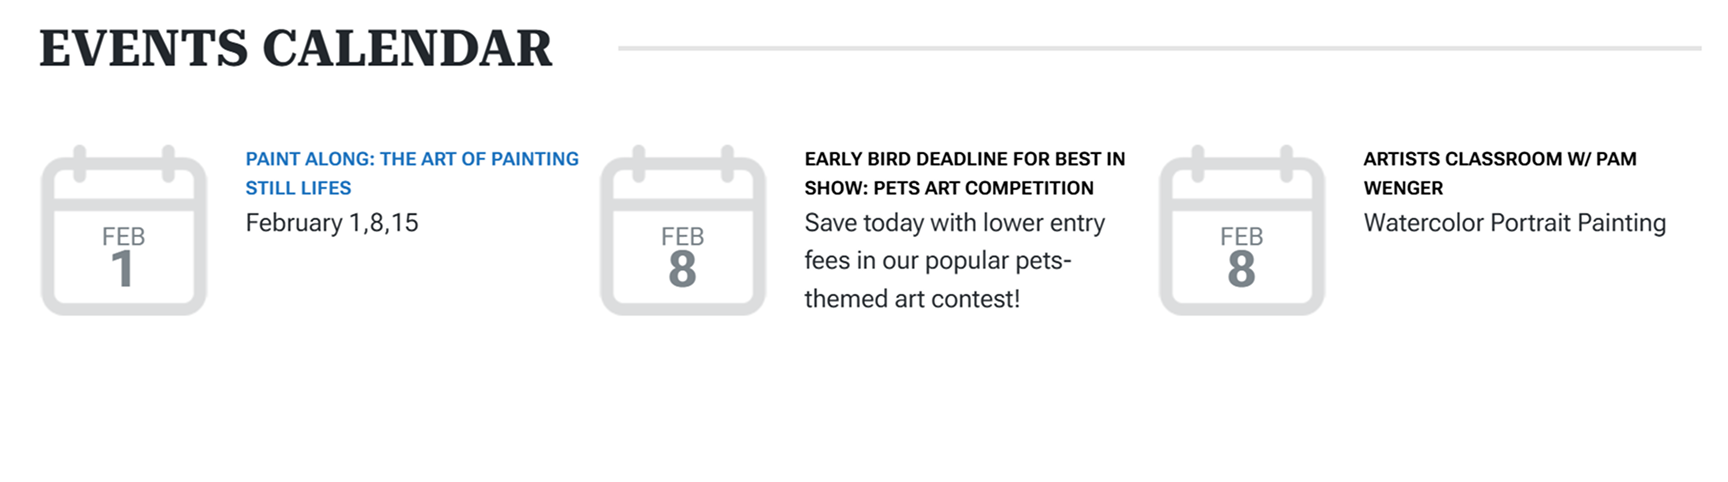 EVENTS CALENDAR
FEB
1
PAINT ALONG: THE ART OF PAINTING
STILL LIFES
February 1,8,15
FEB
8
EARLY BIRD DEADLINE FOR BEST IN
SHOW: PETS ART COMPETITION
Save today with lower entry
fees in our popular pets-
themed art contest!
FEB
8
ARTISTS CLASSROOM W/ PAM
WENGER
Watercolor Portrait Painting